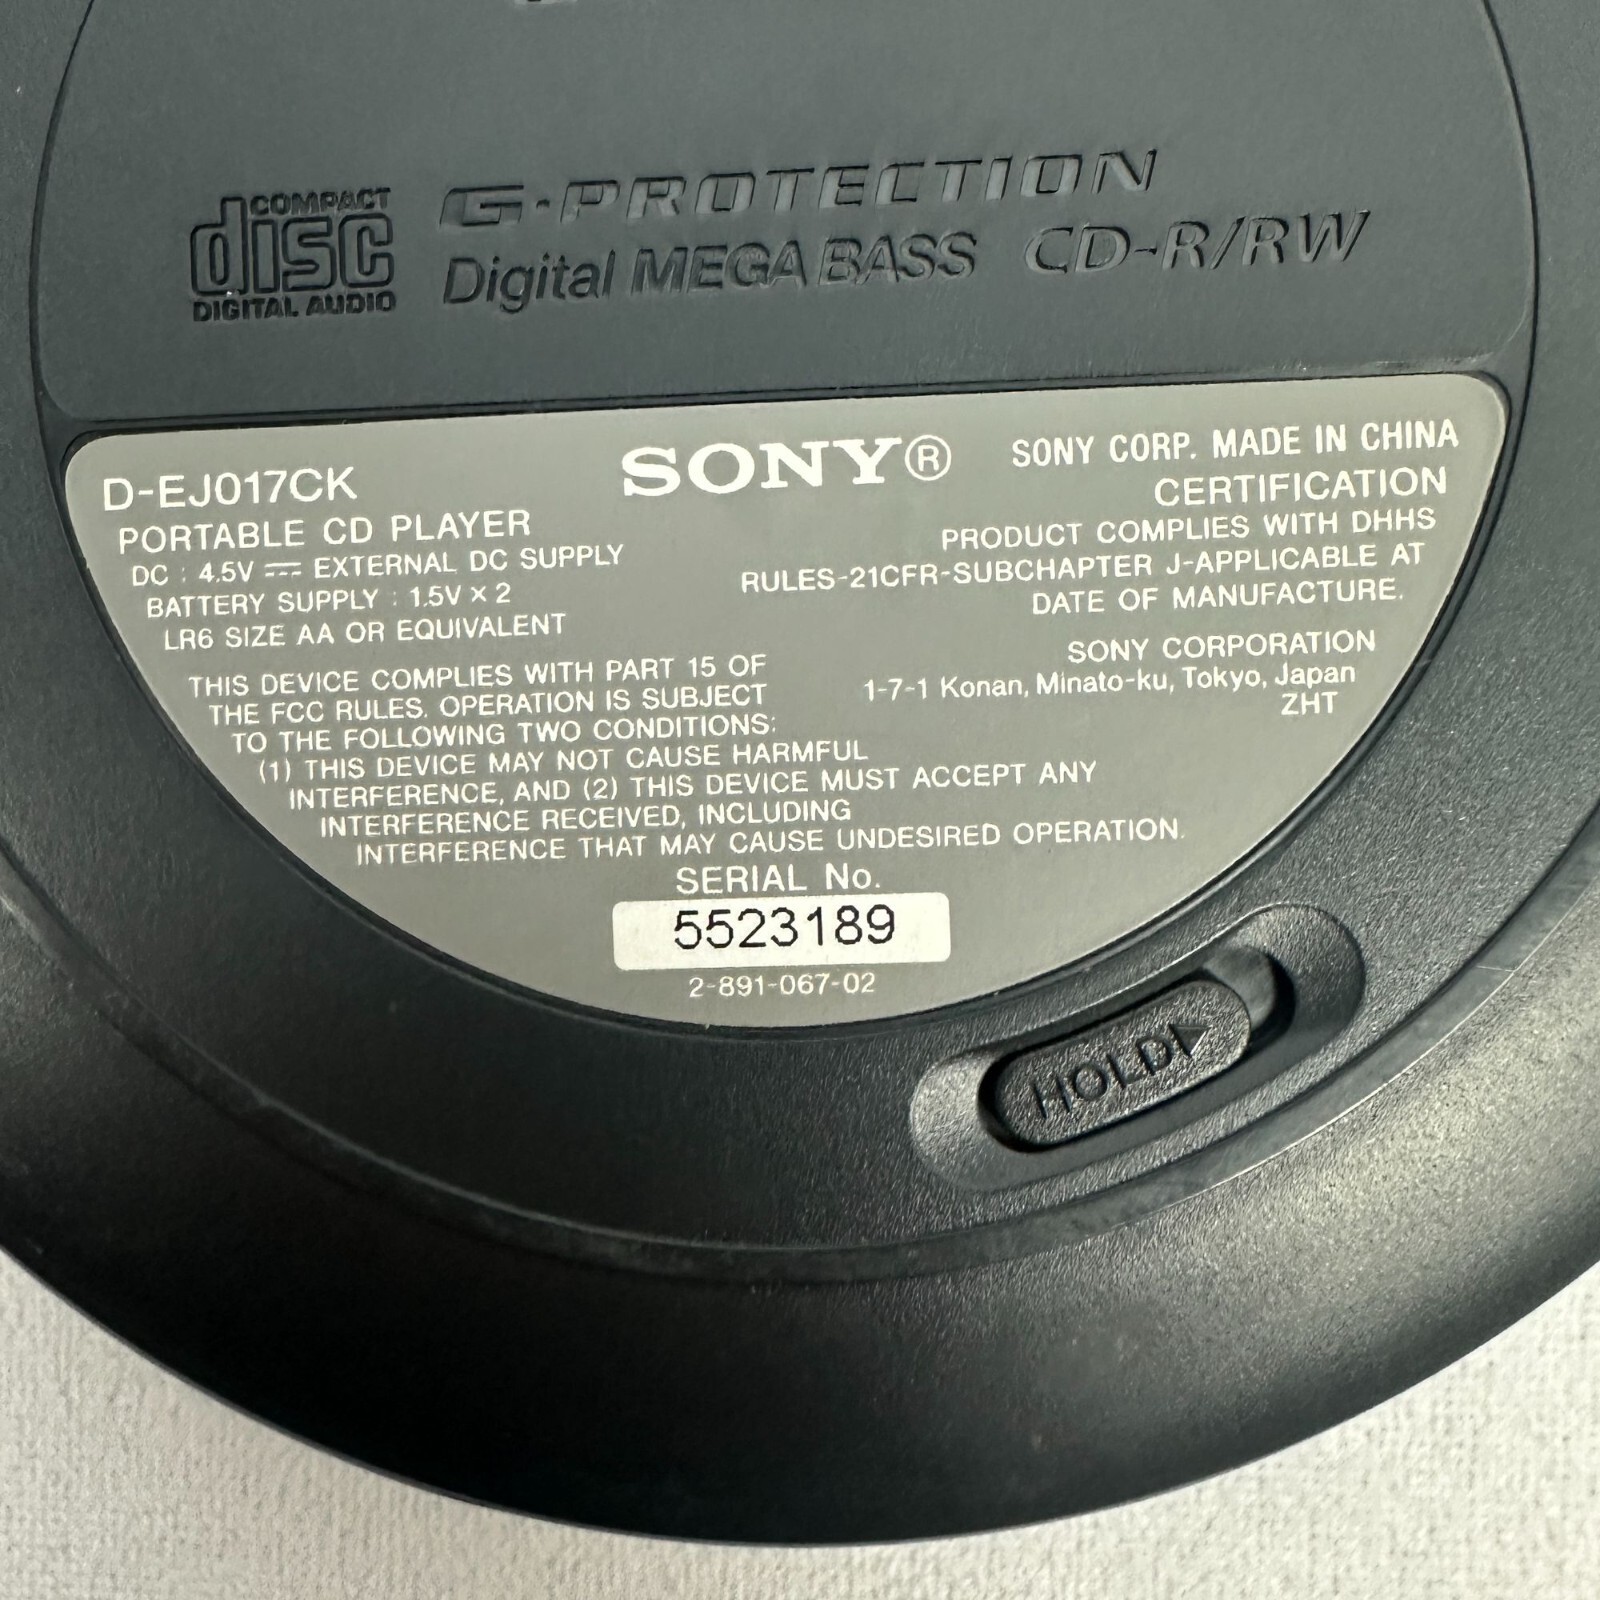 COMPACT
disc
DIGITAL AUDIO
G-PROTECTION
Digital MEGA BASS CD-R/RW
D-EJ017CK
PORTABLE CD PLAYER
DC : 4.5V ⎓ EXTERNAL DC SUPPLY
BATTERY SUPPLY : 1.5V × 2
LR6 SIZE AA OR EQUIVALENT
SONY®
SONY CORP. MADE IN CHINA
CERTIFICATION
PRODUCT COMPLIES WITH DHHS
RULES-21CFR-SUBCHAPTER J-APPLICABLE AT
DATE OF MANUFACTURE.
SONY CORPORATION
1-7-1 Konan, Minato-ku, Tokyo, Japan
ZHT
THIS DEVICE COMPLIES WITH PART 15 OF
THE FCC RULES. OPERATION IS SUBJECT
TO THE FOLLOWING TWO CONDITIONS:
(1) THIS DEVICE MAY NOT CAUSE HARMFUL
INTERFERENCE, AND (2) THIS DEVICE MUST ACCEPT ANY
INTERFERENCE RECEIVED, INCLUDING
INTERFERENCE THAT MAY CAUSE UNDESIRED OPERATION.
SERIAL No.
5523189
2-891-067-02
HOLD